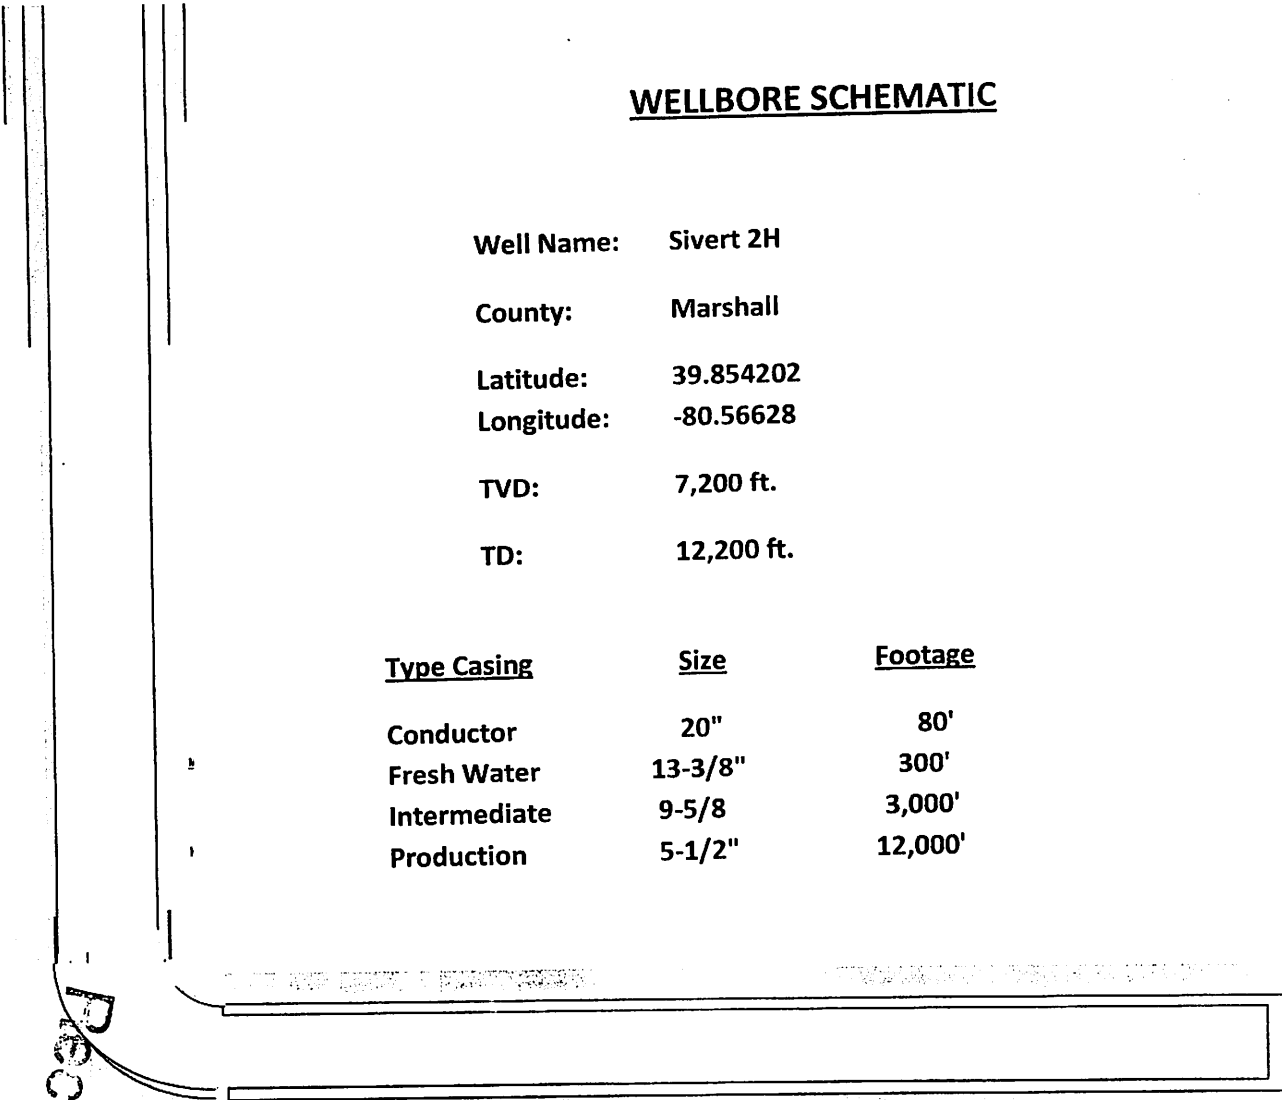 WELLBORE SCHEMATIC
Well Name: Sivert 2H
County: Marshall
Latitude: 39.854202
Longitude: -80.56628
TVD: 7,200 ft.
TD: 12,200 ft.
Type Casing Size Footage
Conductor 20" 80'
Fresh Water 13-3/8" 300'
Intermediate 9-5/8 3,000'
Production 5-1/2" 12,000'